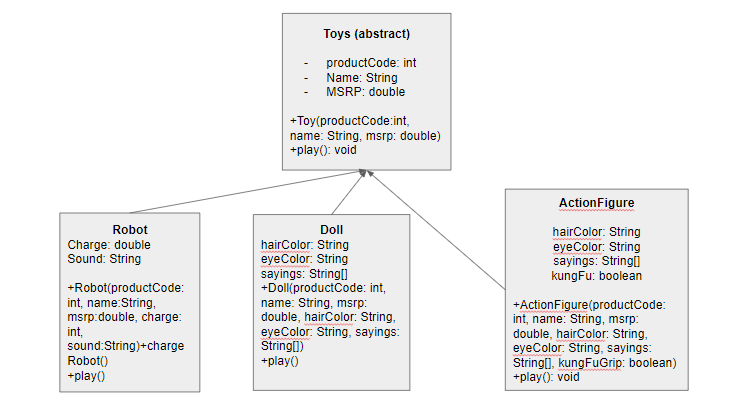 Toys (abstract)
- productCode: int
- Name: String
- MSRP: double
+Toy(productCode:int,
name: String, msrp: double)
+play(): void
Robot
Charge: double
Sound: String
+Robot(productCode:
int, name:String,
msrp:double, charge:
int,
sound:String)+charge
Robot()
+play()
Doll
hairColor: String
eyeColor: String
sayings: String[]
+Doll(productCode: int,
name: String, msrp:
double, hairColor: String,
eyeColor: String, sayings:
String[])
+play()
ActionFigure
hairColor: String
eyeColor: String
sayings: String[]
kungFu: boolean
+ActionFigure(productCode:
int, name: String, msrp:
double, hairColor: String,
eyeColor: String, sayings:
String[], kungFuGrip: boolean)
+play(): void